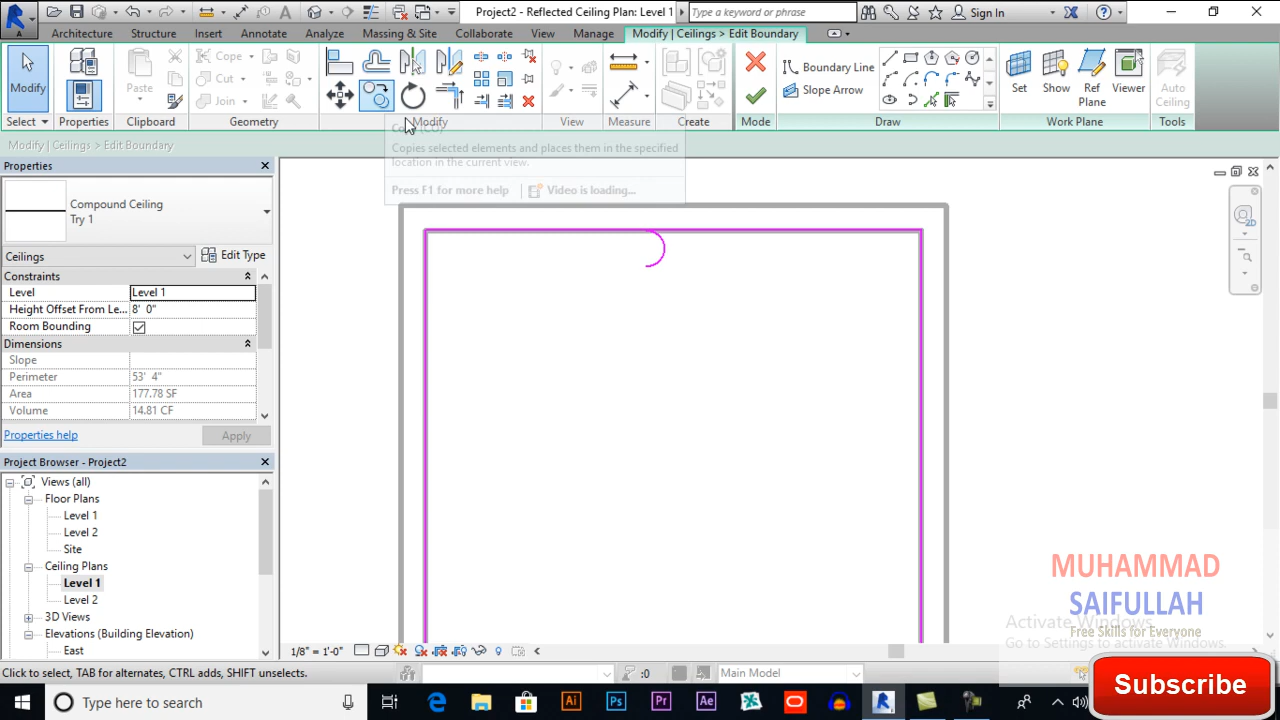 Project2 - Reflected Ceiling Plan: Level 1
Type a keyword or phrase
Sign In
Architecture Structure Insert Annotate Analyze Massing & Site Collaborate View Manage Modify | Ceilings > Edit Boundary
Modify
Select
Properties
Paste
Clipboard
Cope
Cut
Join
Geometry
Modify
View
Measure
Create
Mode
Boundary Line
Slope Arrow
Draw
Set
Show
Ref Plane
Viewer
Work Plane
Auto Ceiling
Tools
Modify | Ceilings > Edit Boundary
Copy (CO)
Copies selected elements and places them in the specified
location in the current view.
Press F1 for more help
Video is loading...
Properties
Compound Ceiling
Try 1
Ceilings
Edit Type
Constraints
Level Level 1
Height Offset From Le... 8' 0"
Room Bounding
Dimensions
Slope
Perimeter 53' 4"
Area 177.78 SF
Volume 14.81 CF
Properties help
Apply
Project Browser - Project2
Views (all)
Floor Plans
Level 1
Level 2
Site
Ceiling Plans
Level 1
Level 2
3D Views
Elevations (Building Elevation)
East
2D
1/8" = 1'-0"
MUHAMMAD
SAIFULLAH
Free Skills for Everyone
Activate Windows
Go to Settings to activate Windows.
Click to select, TAB for alternates, CTRL adds, SHIFT unselects.
:0
Main Model
Subscribe
Type here to search